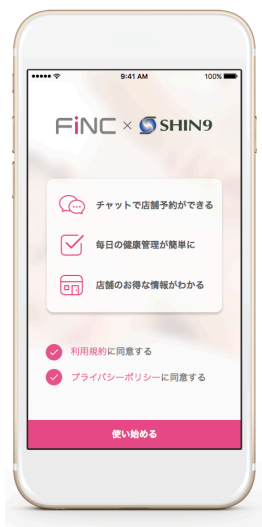 9:41 AM
100%
FiNC × SHIN9
チャットで店舗予約ができる
毎日の健康管理が簡単に
店舗のお得な情報がわかる
利用規約に同意する
プライバシーポリシーに同意する
使い始める